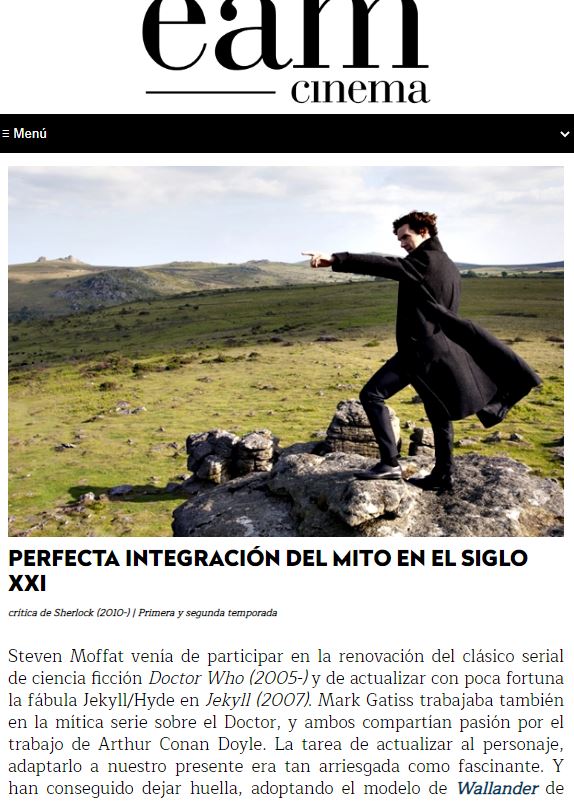 eam
cinema
≡ Menú
PERFECTA INTEGRACIÓN DEL MITO EN EL SIGLO
XXI
crítica de Sherlock (2010-) | Primera y segunda temporada
Steven Moffat venía de participar en la renovación del clásico serial
de ciencia ficción Doctor Who (2005-) y de actualizar con poca fortuna
la fábula Jekyll/Hyde en Jekyll (2007). Mark Gatiss trabajaba también
en la mítica serie sobre el Doctor, y ambos compartían pasión por el
trabajo de Arthur Conan Doyle. La tarea de actualizar al personaje,
adaptarlo a nuestro presente era tan arriesgada como fascinante. Y
han conseguido dejar huella, adoptando el modelo de Wallander de